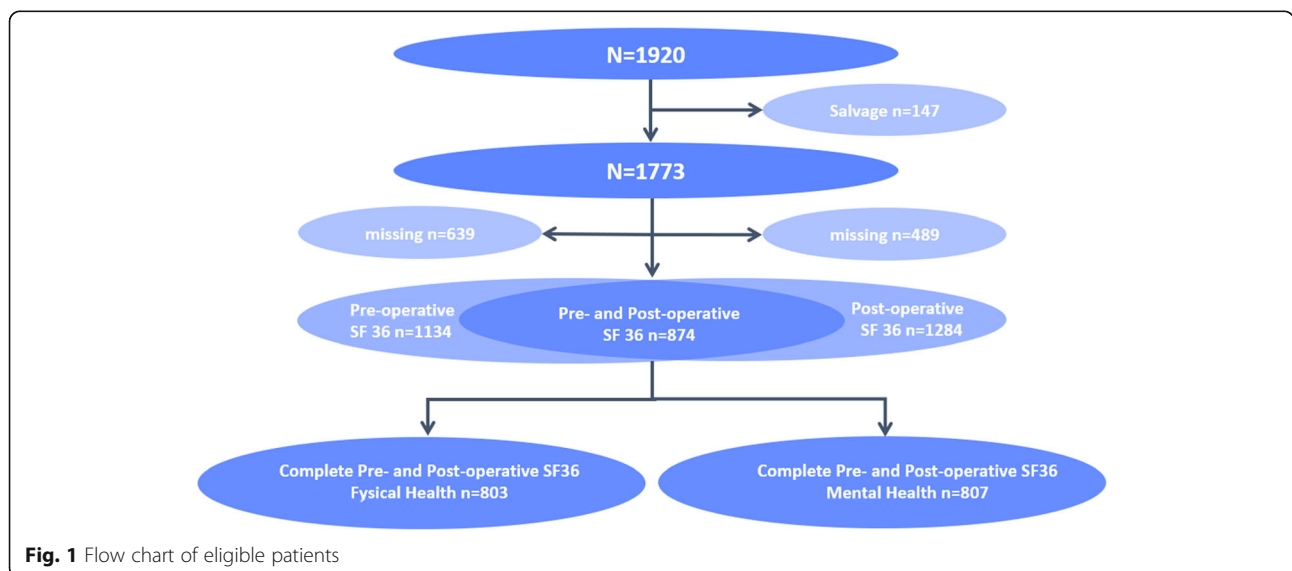 N=1920
Salvage n=147
N=1773
missing n=639
missing n=489
Pre-operative
SF 36 n=1134
Pre- and Post-operative
SF 36 n=874
Post-operative
SF 36 n=1284
Complete Pre- and Post-operative SF36
Fysical Health n=803
Complete Pre- and Post-operative SF36
Mental Health n=807
Fig. 1 Flow chart of eligible patients